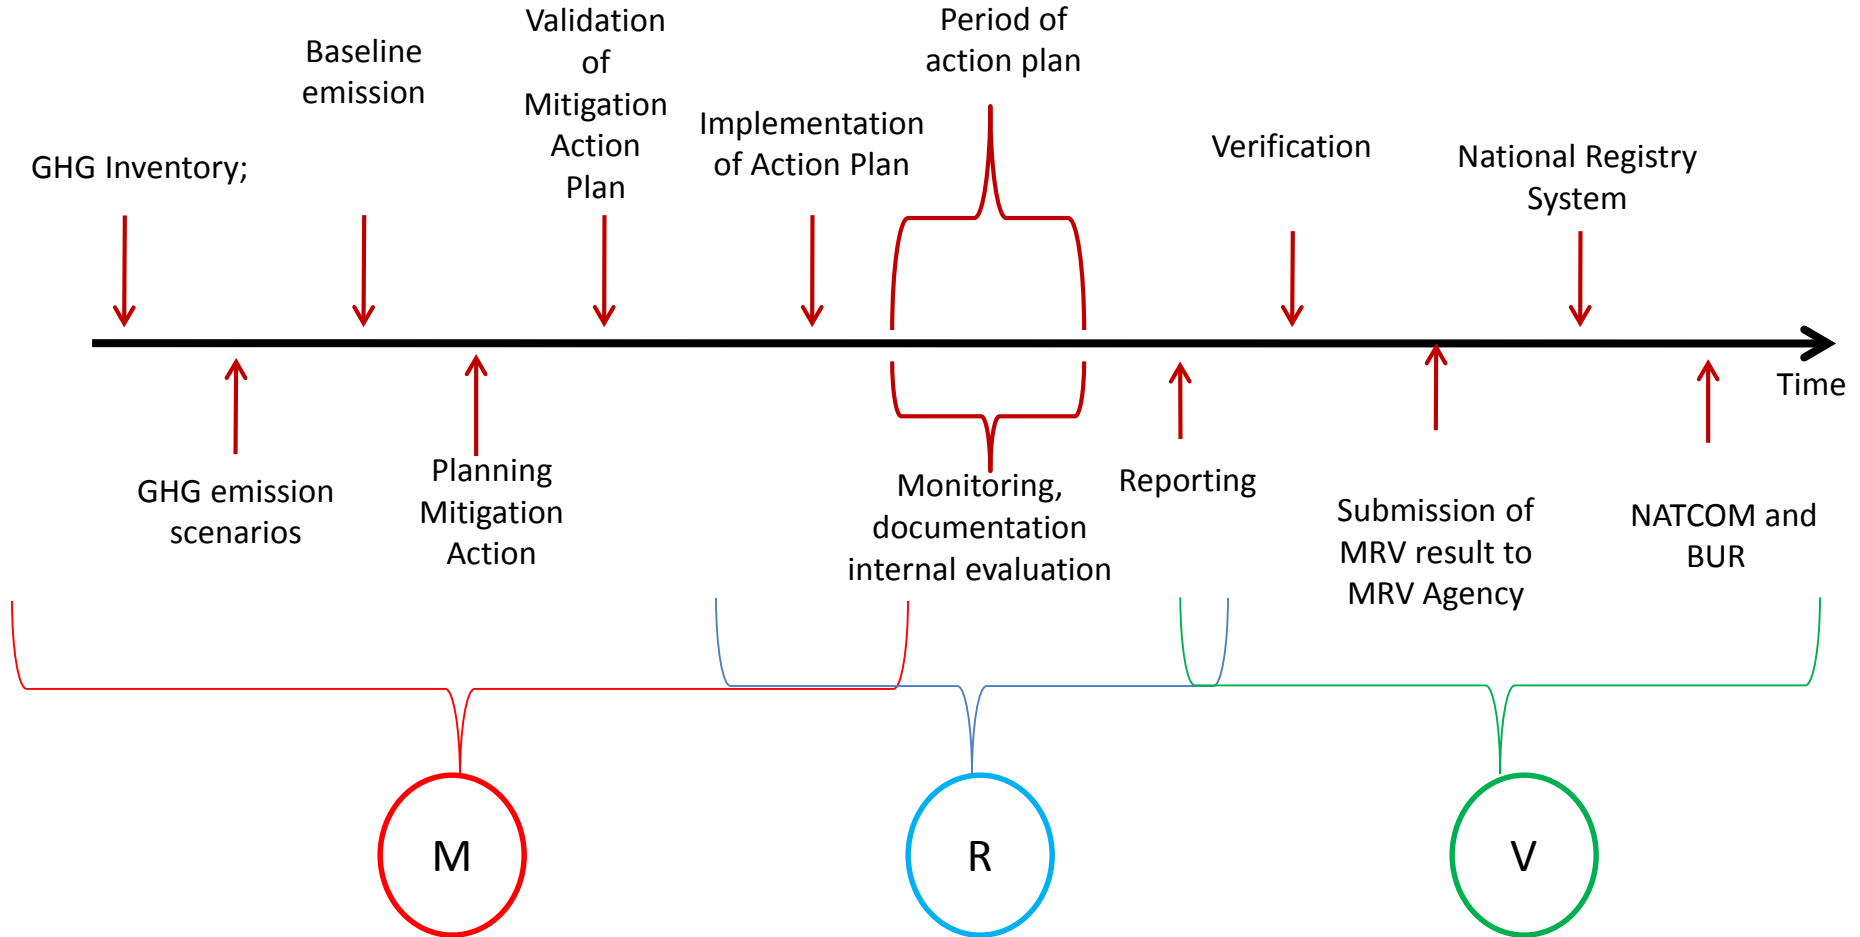 GHG Inventory;
Baseline
emission
Validation
of
Mitigation
Action
Plan
Implementation
of Action Plan
Period of
action plan
Verification
National Registry
System
Time
GHG emission
scenarios
Planning
Mitigation
Action
Monitoring,
documentation
internal evaluation
Reporting
Submission of
MRV result to
MRV Agency
NATCOM and
BUR
M
R
V